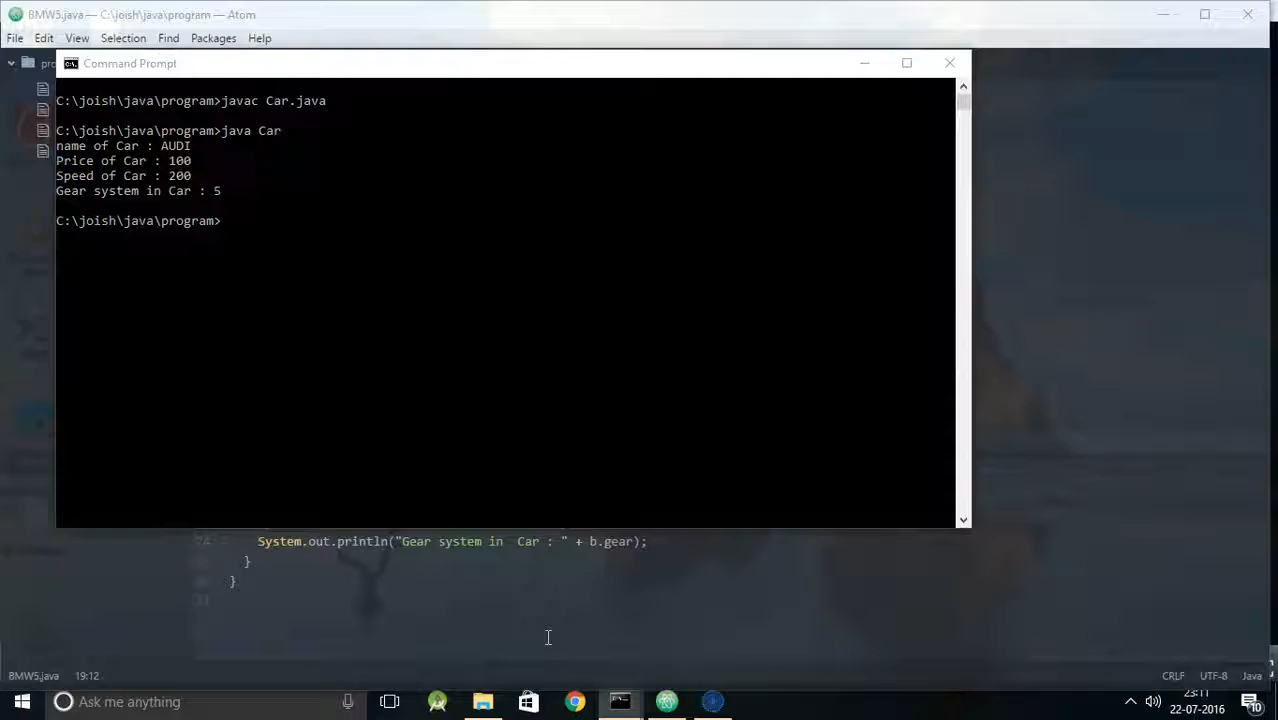 BMW5.java — C:\joish\java\program — Atom
File Edit View Selection Find Packages Help
Command Prompt
C:\joish\java\program>javac Car.java
C:\joish\java\program>java Car
name of Car : AUDI
Price of Car : 100
Speed of Car : 200
Gear system in Car : 5
C:\joish\java\program>
System.out.println("Gear system in  Car : " + b.gear);
}
}
BMW5.java 19:12 CRLF UTF-8 Java
Ask me anything
23:11
22-07-2016
10